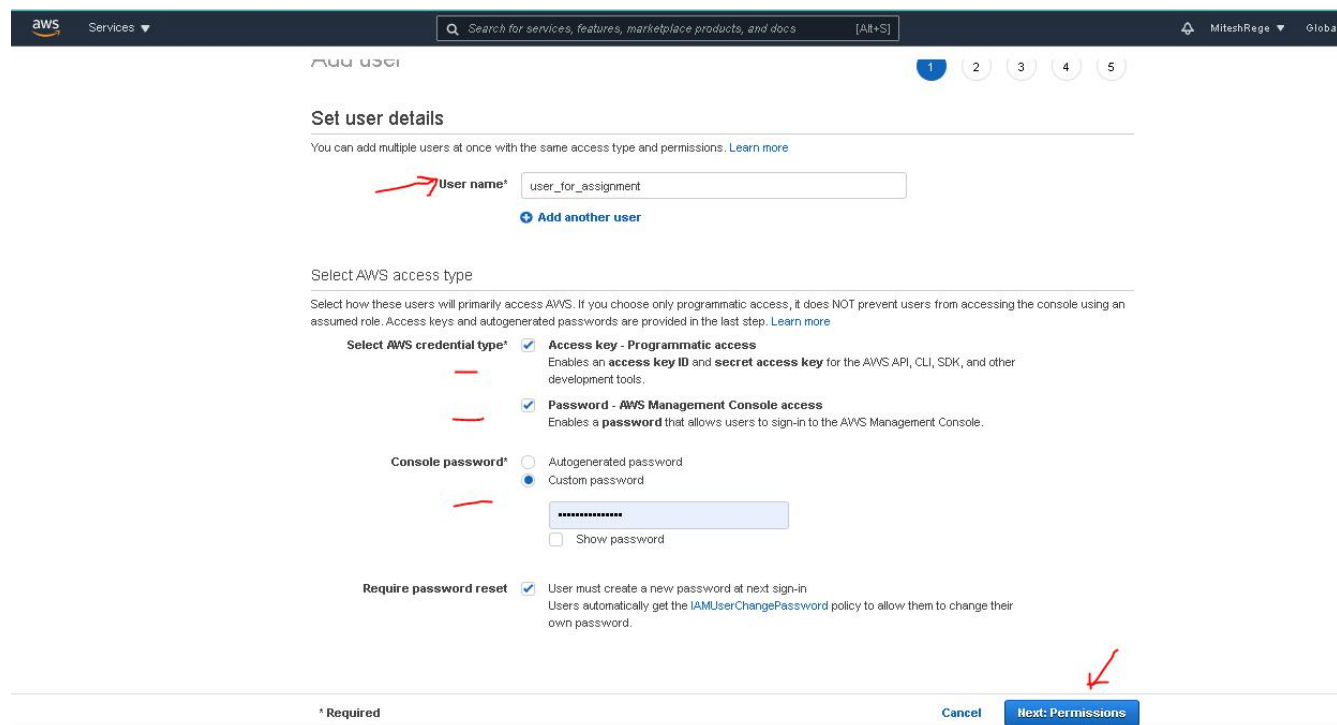 aws Services Search for services, features, marketplace products, and docs [Alt+S] MiteshRege Globa
Add user 1 2 3 4 5
Set user details
You can add multiple users at once with the same access type and permissions. Learn more
User name* user_for_assignment
Add another user
Select AWS access type
Select how these users will primarily access AWS. If you choose only programmatic access, it does NOT prevent users from accessing the console using an
assumed role. Access keys and autogenerated passwords are provided in the last step. Learn more
Select AWS credential type* Access key - Programmatic access
Enables an access key ID and secret access key for the AWS API, CLI, SDK, and other
development tools.
Password - AWS Management Console access
Enables a password that allows users to sign-in to the AWS Management Console.
Console password* Autogenerated password
Custom password
•••••••••••••••
Show password
Require password reset User must create a new password at next sign-in
Users automatically get the IAMUserChangePassword policy to allow them to change their
own password.
* Required Cancel Next: Permissions